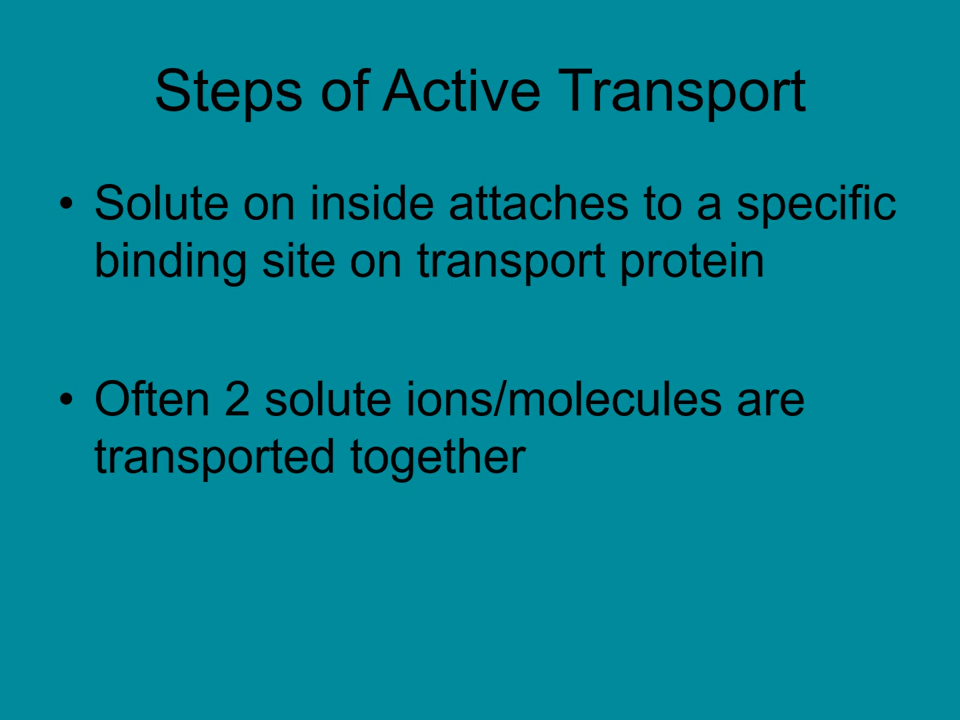 Steps of Active Transport
• Solute on inside attaches to a specific
binding site on transport protein
• Often 2 solute ions/molecules are
transported together